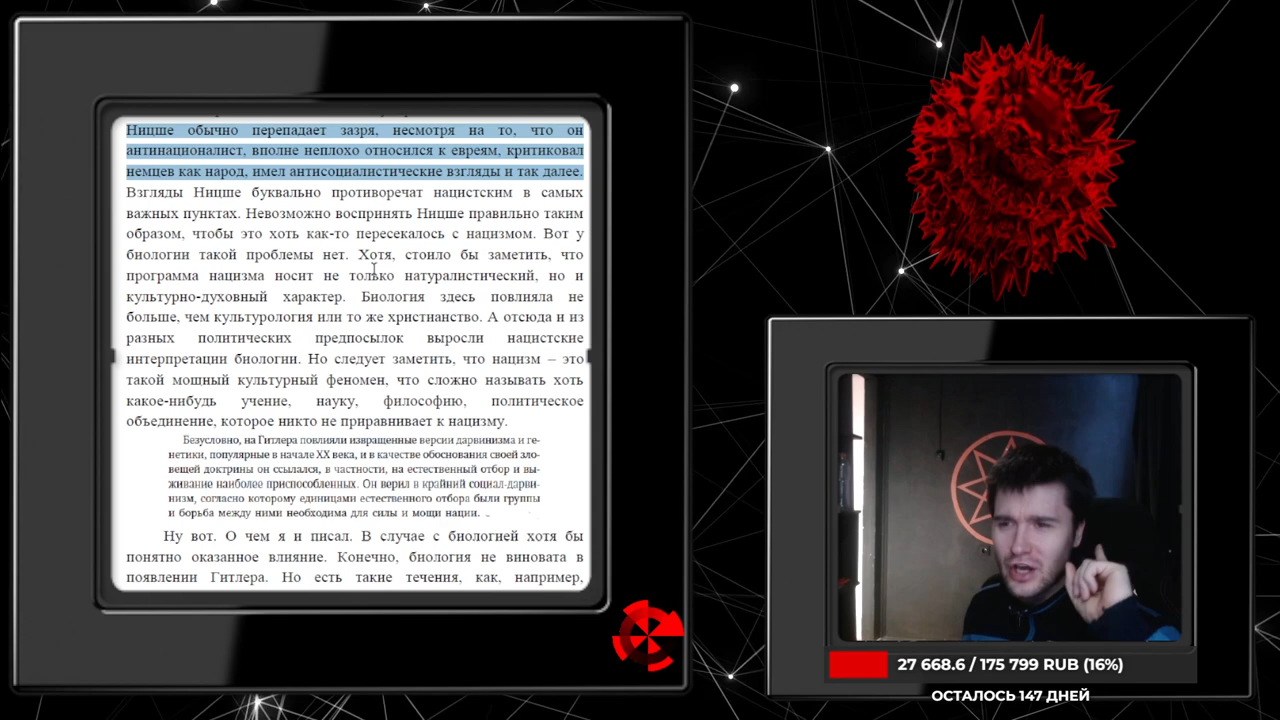 Ницше обычно перепадает зазря, несмотря на то, что он
антинационалист, вполне неплохо относился к евреям, критиковал
немцев как народ, имел антисоциалистические взгляды и так далее.
Взгляды Ницше буквально противоречат нацистским в самых
важных пунктах. Невозможно воспринять Ницше правильно таким
образом, чтобы это хоть как-то пересекалось с нацизмом. Вот у
биологии такой проблемы нет. Хотя, стоило бы заметить, что
программа нацизма носит не только натуралистический, но и
культурно-духовный характер. Биология здесь повлияла не
больше, чем культурология или то же христианство. А отсюда и из
разных политических предпосылок выросли нацистские
интерпретации биологии. Но следует заметить, что нацизм – это
такой мощный культурный феномен, что сложно называть хоть
какое-нибудь учение, науку, философию, политическое
объединение, которое никто не приравнивает к нацизму.
Безусловно, на Гитлера повлияли извращенные версии дарвинизма и ге-
нетики, популярные в начале XX века, и в качестве обоснования своей зло-
вещей доктрины он ссылался, в частности, на естественный отбор и вы-
живание наиболее приспособленных. Он верил в крайний социал-дарви-
низм, согласно которому единицами естественного отбора были группы
и борьба между ними необходима для силы и мощи нации.
Ну вот. О чем я и писал. В случае с биологией хотя бы
понятно оказанное влияние. Конечно, биология не виновата в
появлении Гитлера. Но есть такие течения, как, например,
27 668.6 / 175 799 RUB (16%)
ОСТАЛОСЬ 147 ДНЕЙ